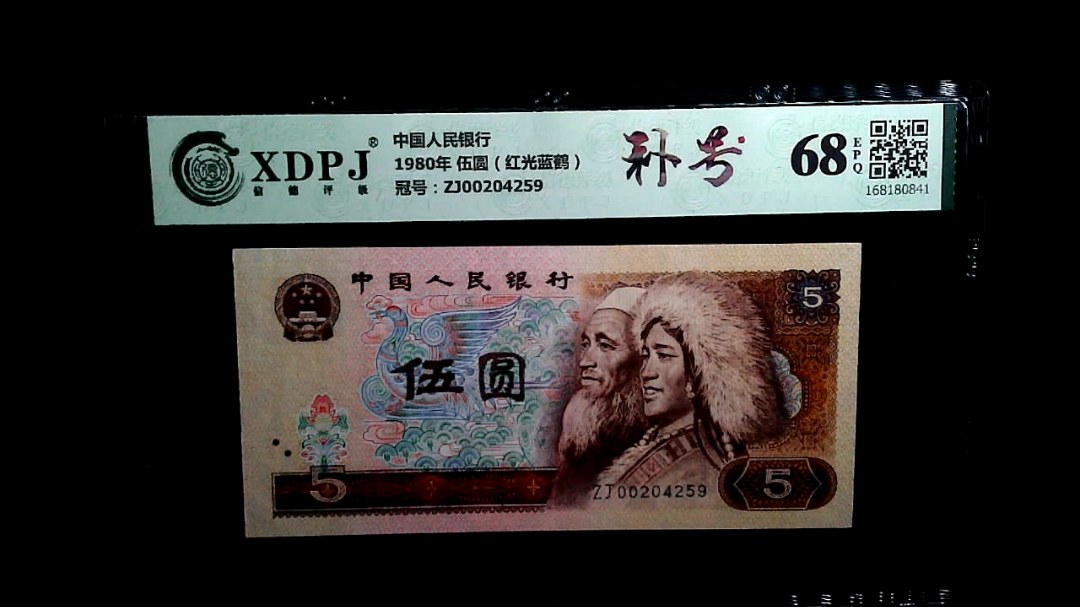 XDPJ®
信德评级
中国人民银行
1980年 伍圆（红光蓝鹤）
冠号：ZJ00204259
补号
68
EPQ
168180841
中国人民银行
5
伍圆
5
ZJ00204259
5